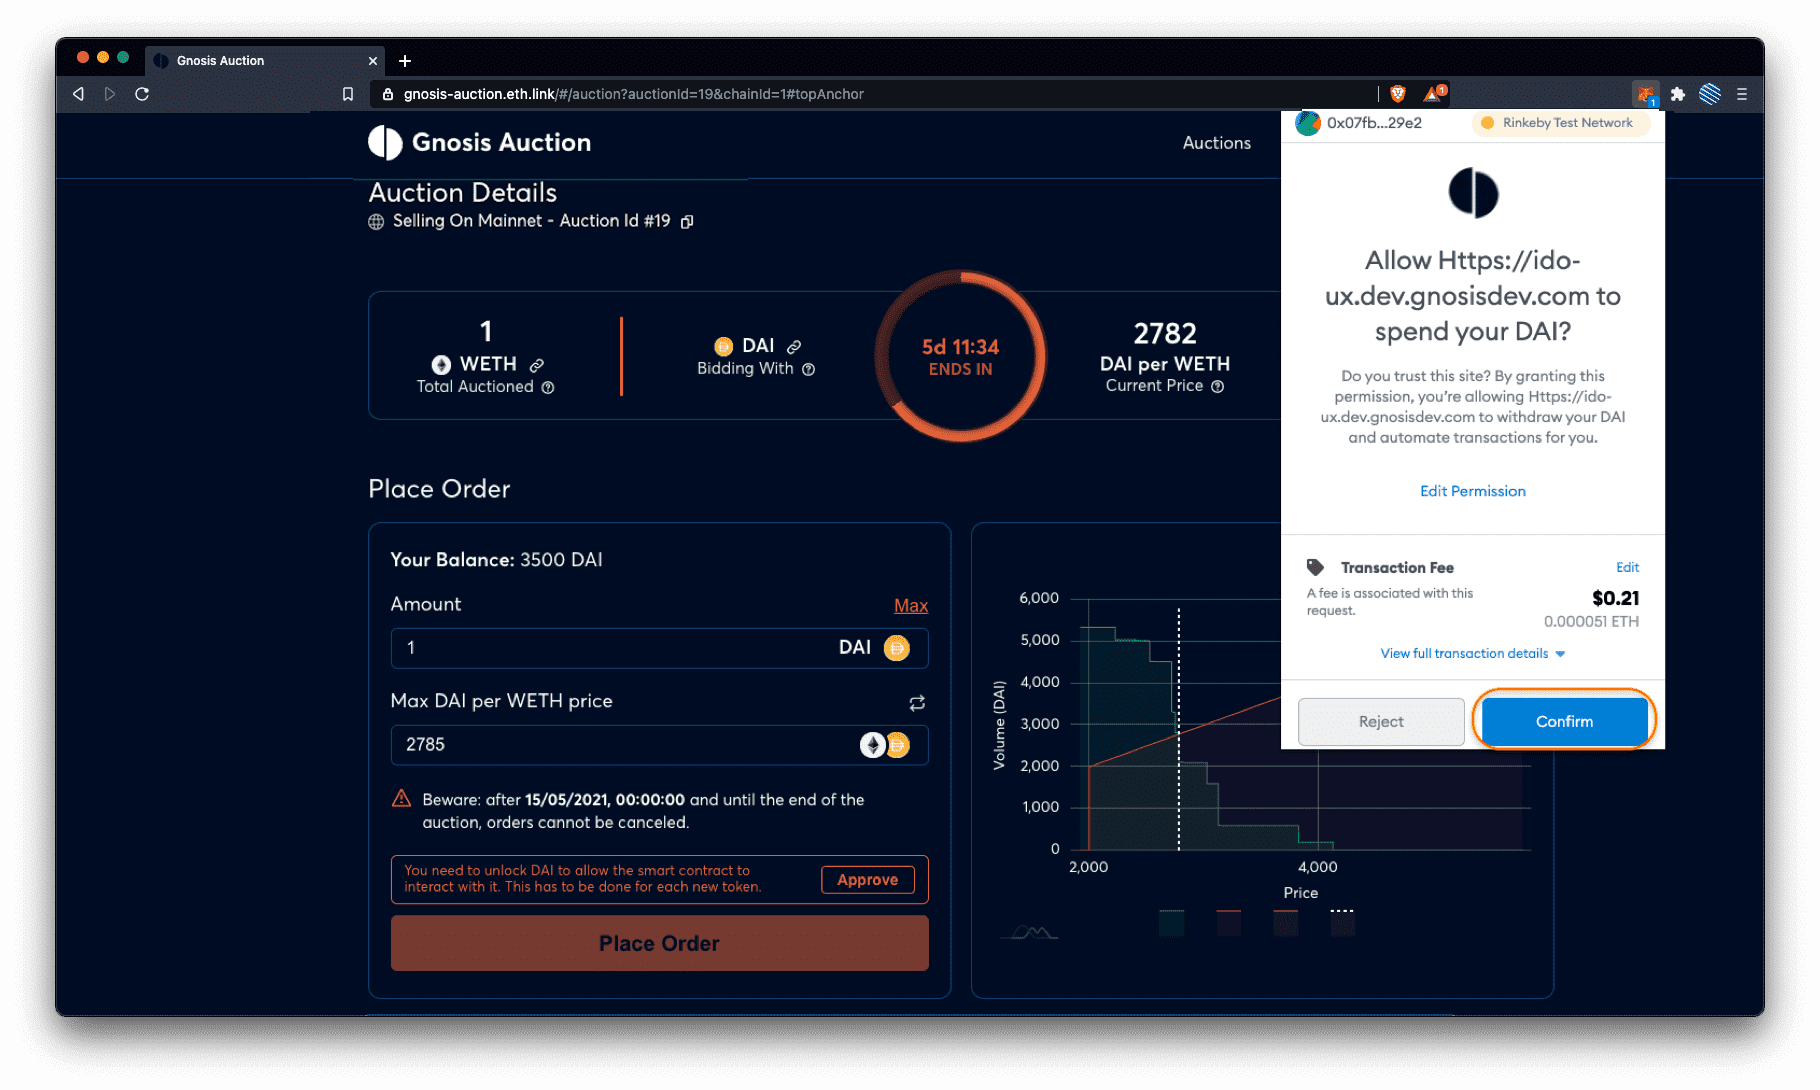 Gnosis Auction
gnosis-auction.eth.link/#/auction?auctionId=19&chainId=1#topAnchor
1
1
Gnosis Auction
Auctions
Auction Details
Selling On Mainnet - Auction Id #19
1
WETH
Total Auctioned
DAI
Bidding With
5d 11:34
ENDS IN
2782
DAI per WETH
Current Price
Place Order
Your Balance: 3500 DAI
Amount
Max
1
DAI
Max DAI per WETH price
2785
Beware: after 15/05/2021, 00:00:00 and until the end of the
auction, orders cannot be canceled.
You need to unlock DAI to allow the smart contract to
interact with it. This has to be done for each new token.
Approve
Place Order
Volume (DAI)
6,000
5,000
4,000
3,000
2,000
1,000
0
2,000
4,000
Price
0x07fb...29e2
Rinkeby Test Network
Allow Https://ido-
ux.dev.gnosisdev.com to
spend your DAI?
Do you trust this site? By granting this
permission, you're allowing Https://ido-
ux.dev.gnosisdev.com to withdraw your DAI
and automate transactions for you.
Edit Permission
Transaction Fee
Edit
A fee is associated with this
request.
$0.21
0.000051 ETH
View full transaction details
Reject
Confirm